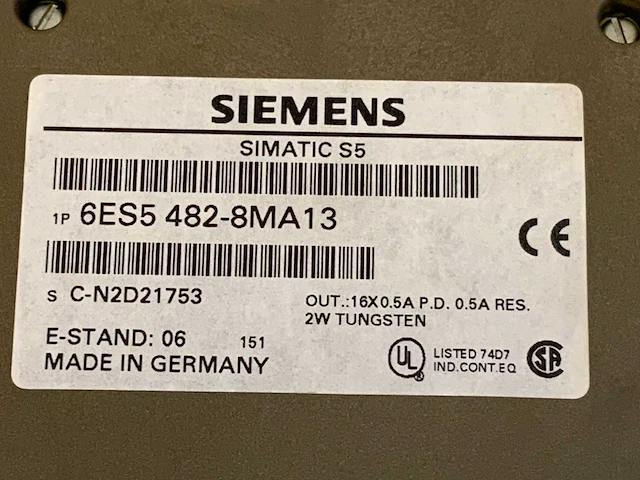 SIEMENS
SIMATIC S5
1P 6ES5 482-8MA13
CE
S C-N2D21753
OUT.:16X0.5A P.D. 0.5A RES.
2W TUNGSTEN
E-STAND: 06 151
MADE IN GERMANY
UL LISTED 74D7
IND.CONT.EQ
SA